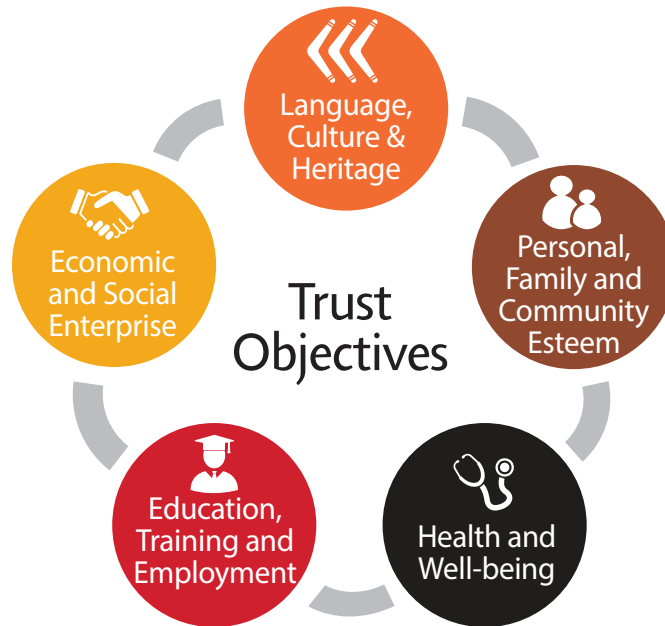 Language,
Culture &
Heritage
Personal,
Family and
Community
Esteem
Health and
Well-being
Education,
Training and
Employment
Economic
and Social
Enterprise
Trust
Objectives